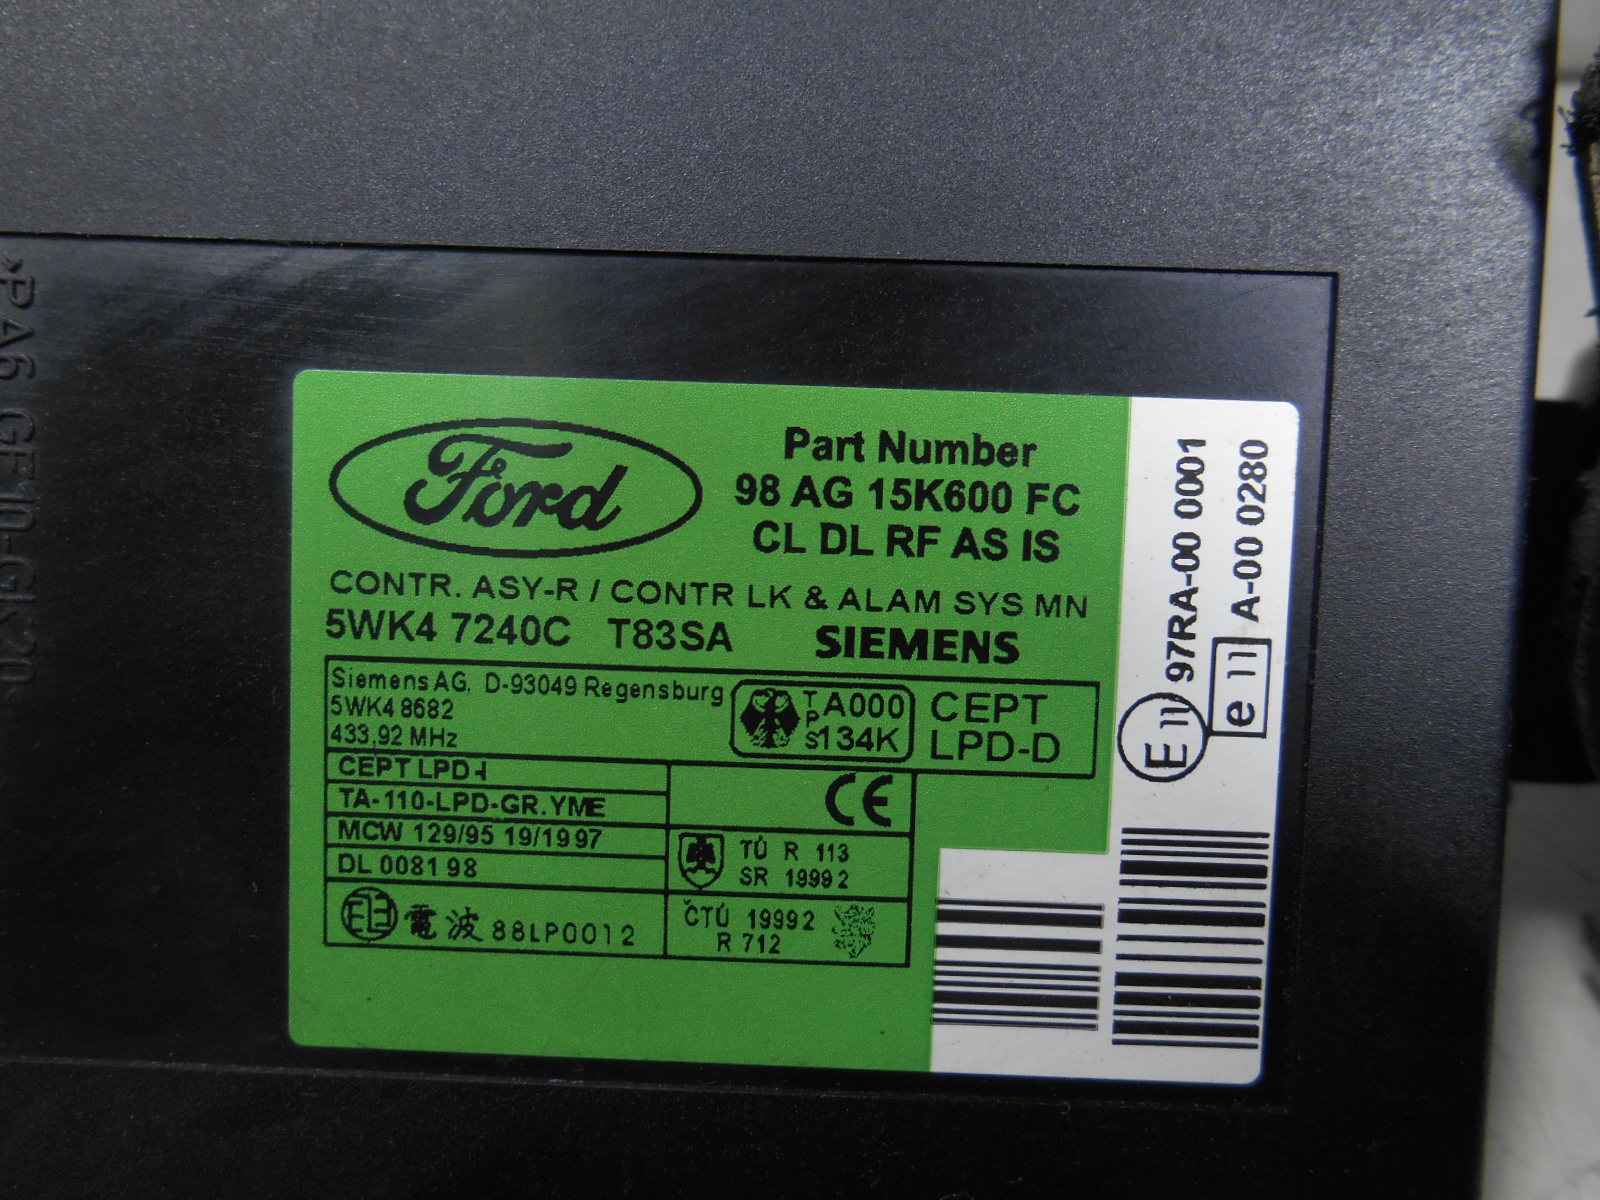 >PA6 GF10-GK20
Ford
Part Number
98 AG 15K600 FC
CL DL RF AS IS
CONTR. ASY-R / CONTR LK & ALAM SYS MN
5WK4 7240C T83SA SIEMENS
Siemens AG, D-93049 Regensburg
5WK4 8682
433,92 MHz
TPS A000
134K
CEPT
LPD-D
CEPT LPD-I
TA-110-LPD-GR.YME
CE
MCW 129/95 19/1997
DL 008198
TÚ R 113
SR 1999 2
電波 88LP0012
ČTÚ 1999 2
R 712
E 11 97RA-00 0001
e 11 A-00 0280